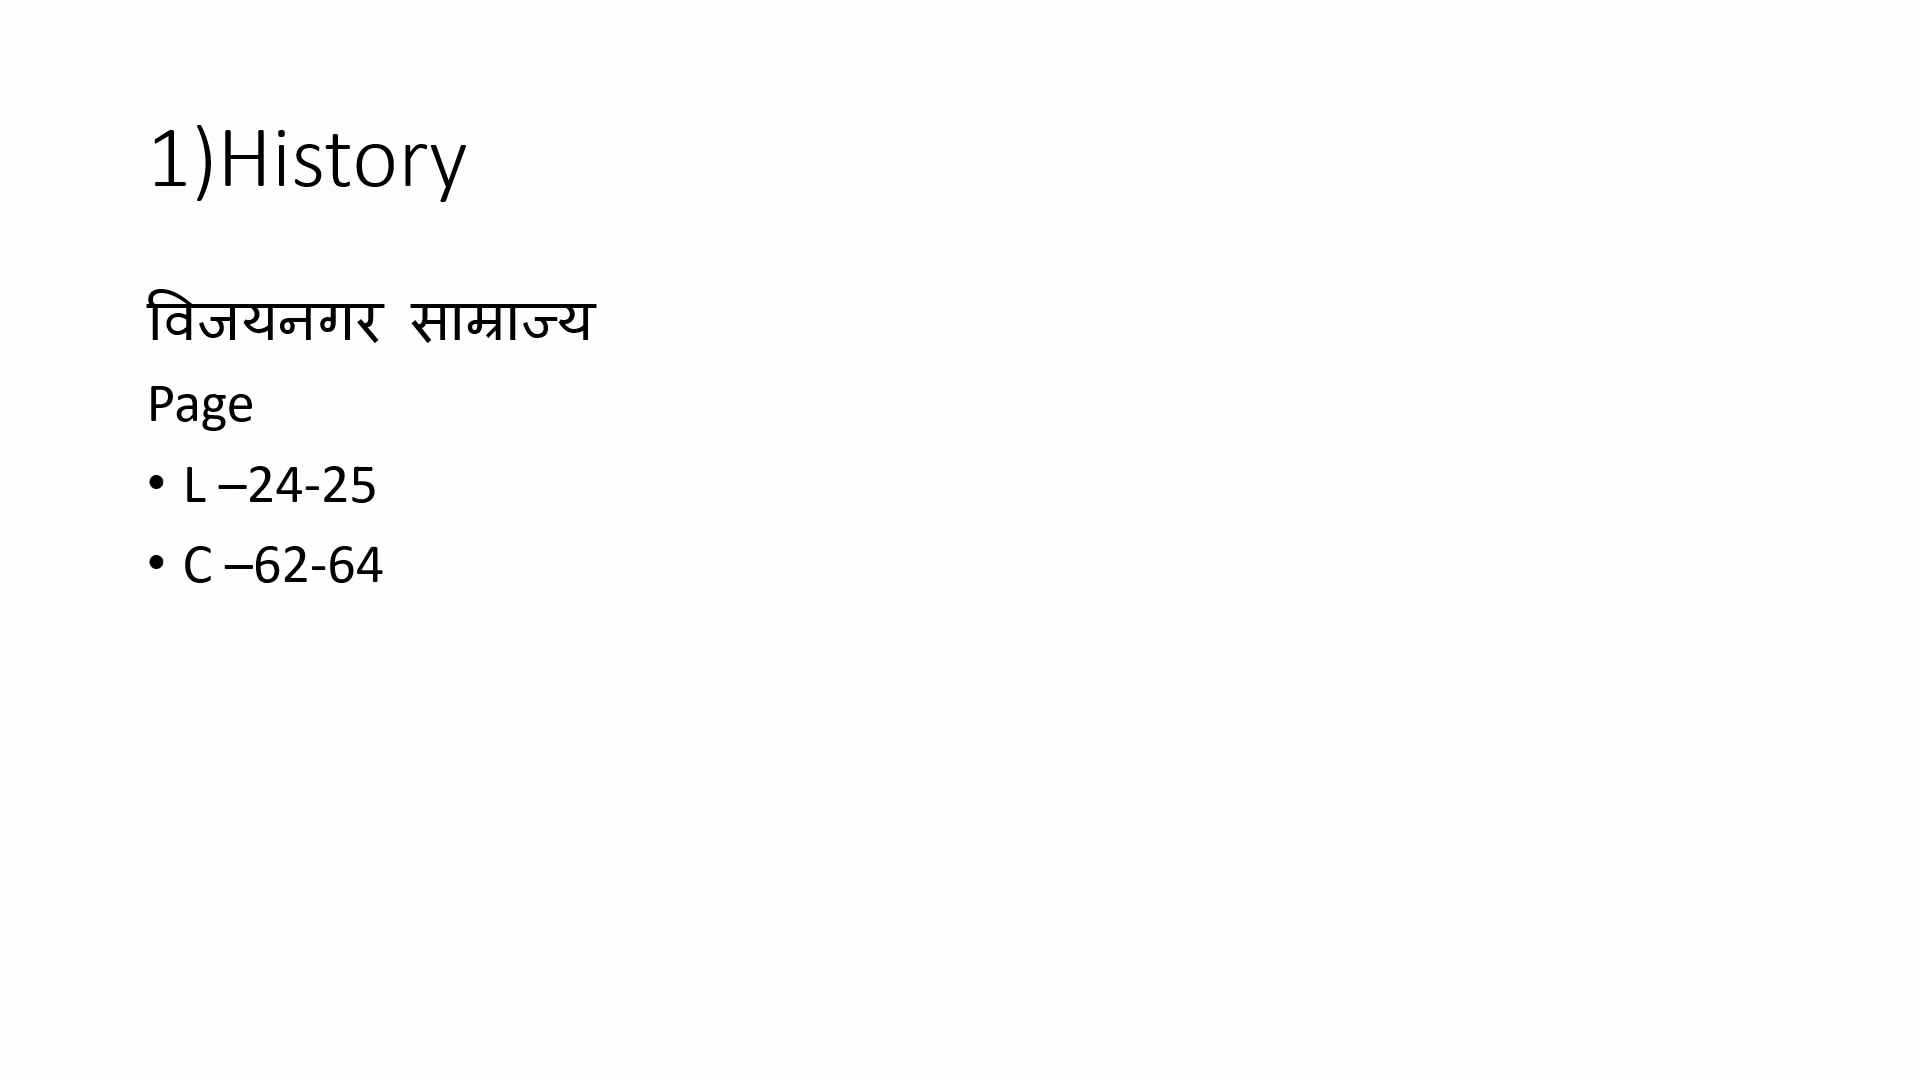 1)History
विजयनगर साम्राज्य
Page
• L –24-25
• C –62-64